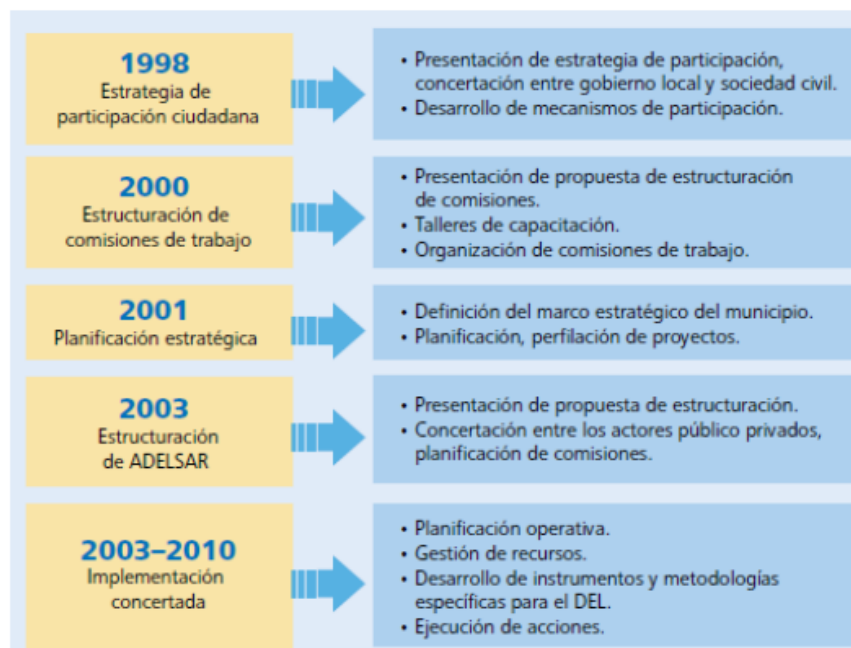 1998
Estrategia de
participación ciudadana
• Presentación de estrategia de participación,
concertación entre gobierno local y sociedad civil.
• Desarrollo de mecanismos de participación.
2000
Estructuración de
comisiones de trabajo
• Presentación de propuesta de estructuración
de comisiones.
• Talleres de capacitación.
• Organización de comisiones de trabajo.
2001
Planificación estratégica
• Definición del marco estratégico del municipio.
• Planificación, perfilación de proyectos.
2003
Estructuración
de ADELSAR
• Presentación de propuesta de estructuración.
• Concertación entre los actores público privados,
planificación de comisiones.
2003–2010
Implementación
concertada
• Planificación operativa.
• Gestión de recursos.
• Desarrollo de instrumentos y metodologías
específicas para el DEL.
• Ejecución de acciones.